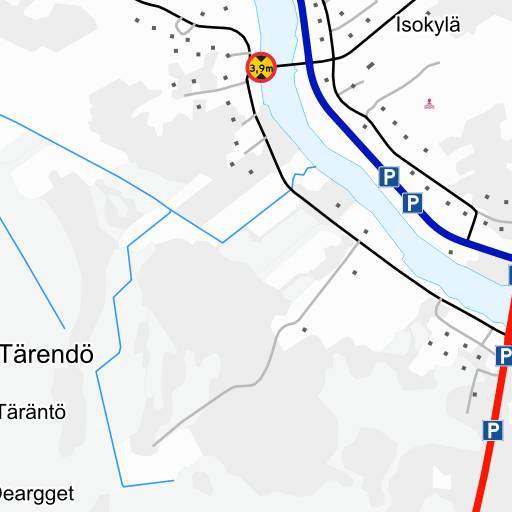 Isokylä
3,9m
P
P
P
Tärendö
Täräntö
P
Deargget